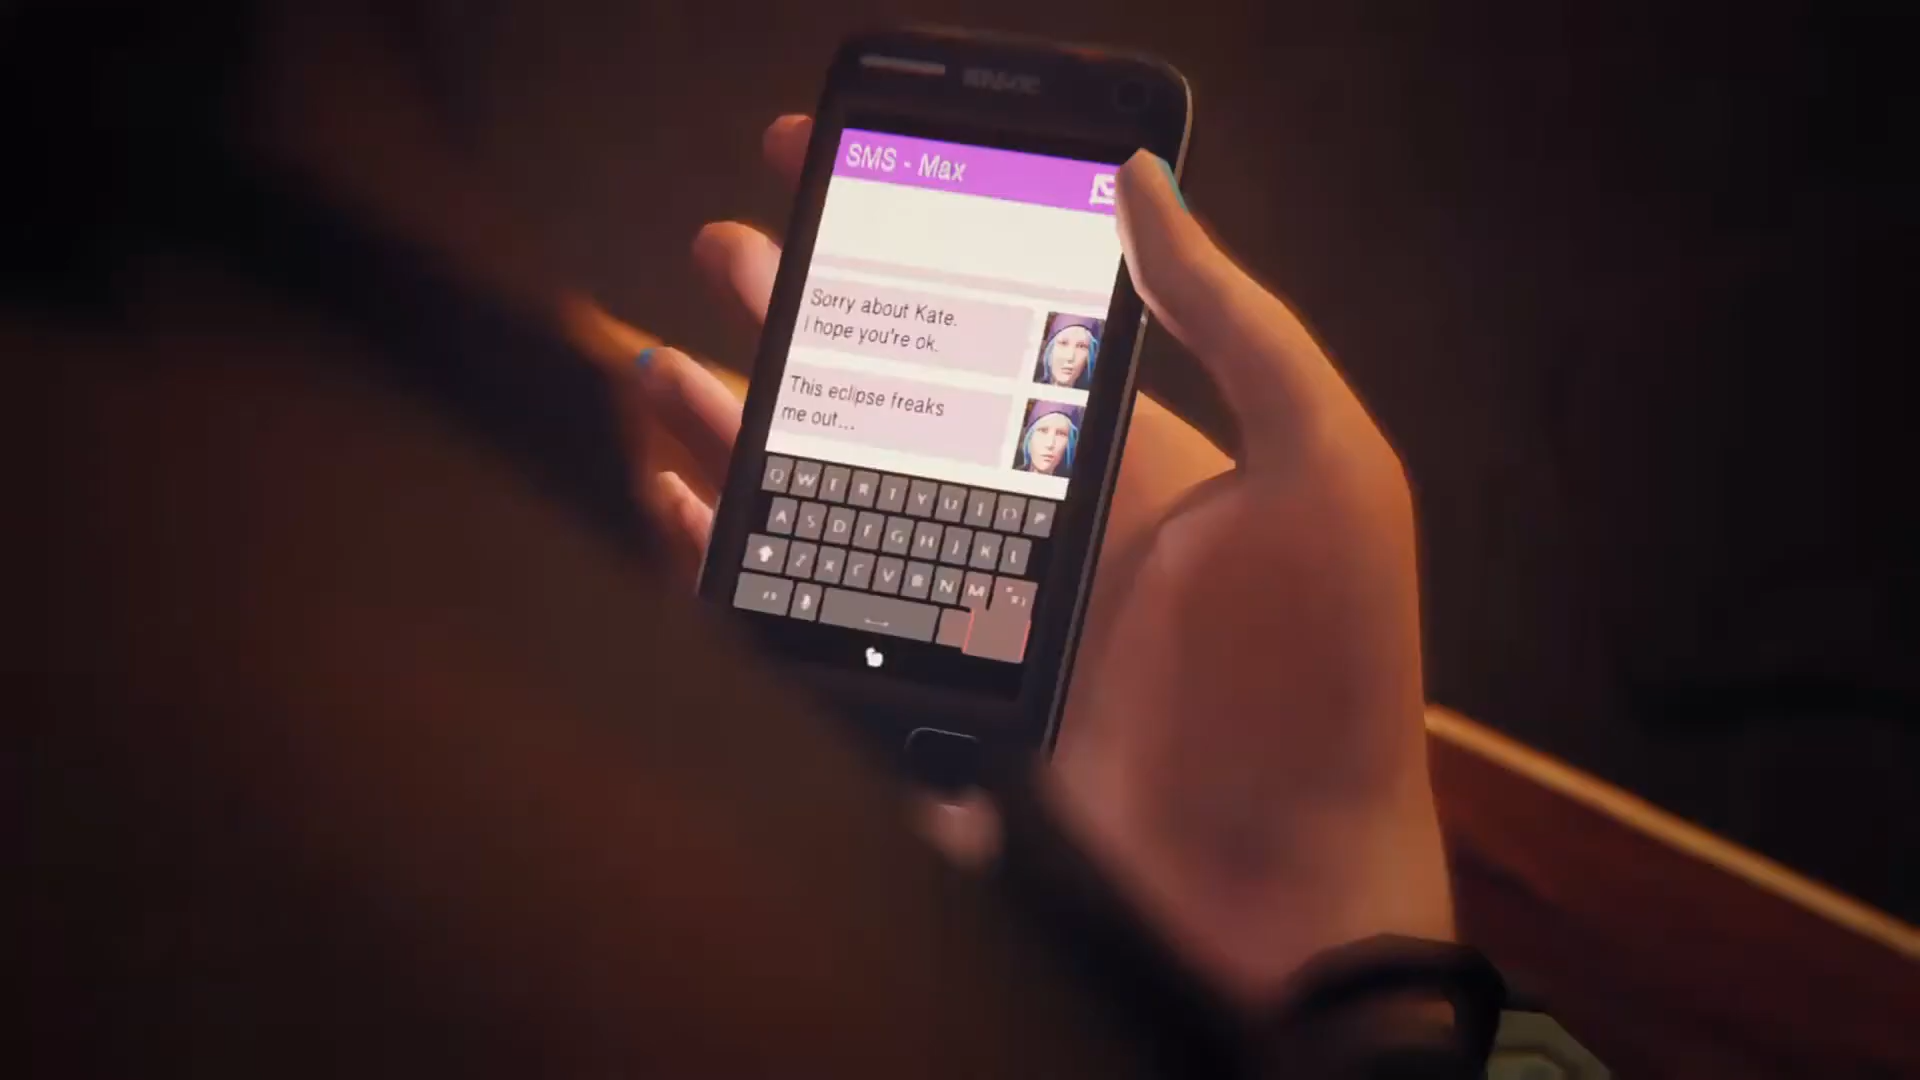 SMS - Max
Sorry about Kate.
I hope you're ok.
This eclipse freaks
me out...
Q W E R T Y U I O P
A S D F G H J K L
Z X C V B N M